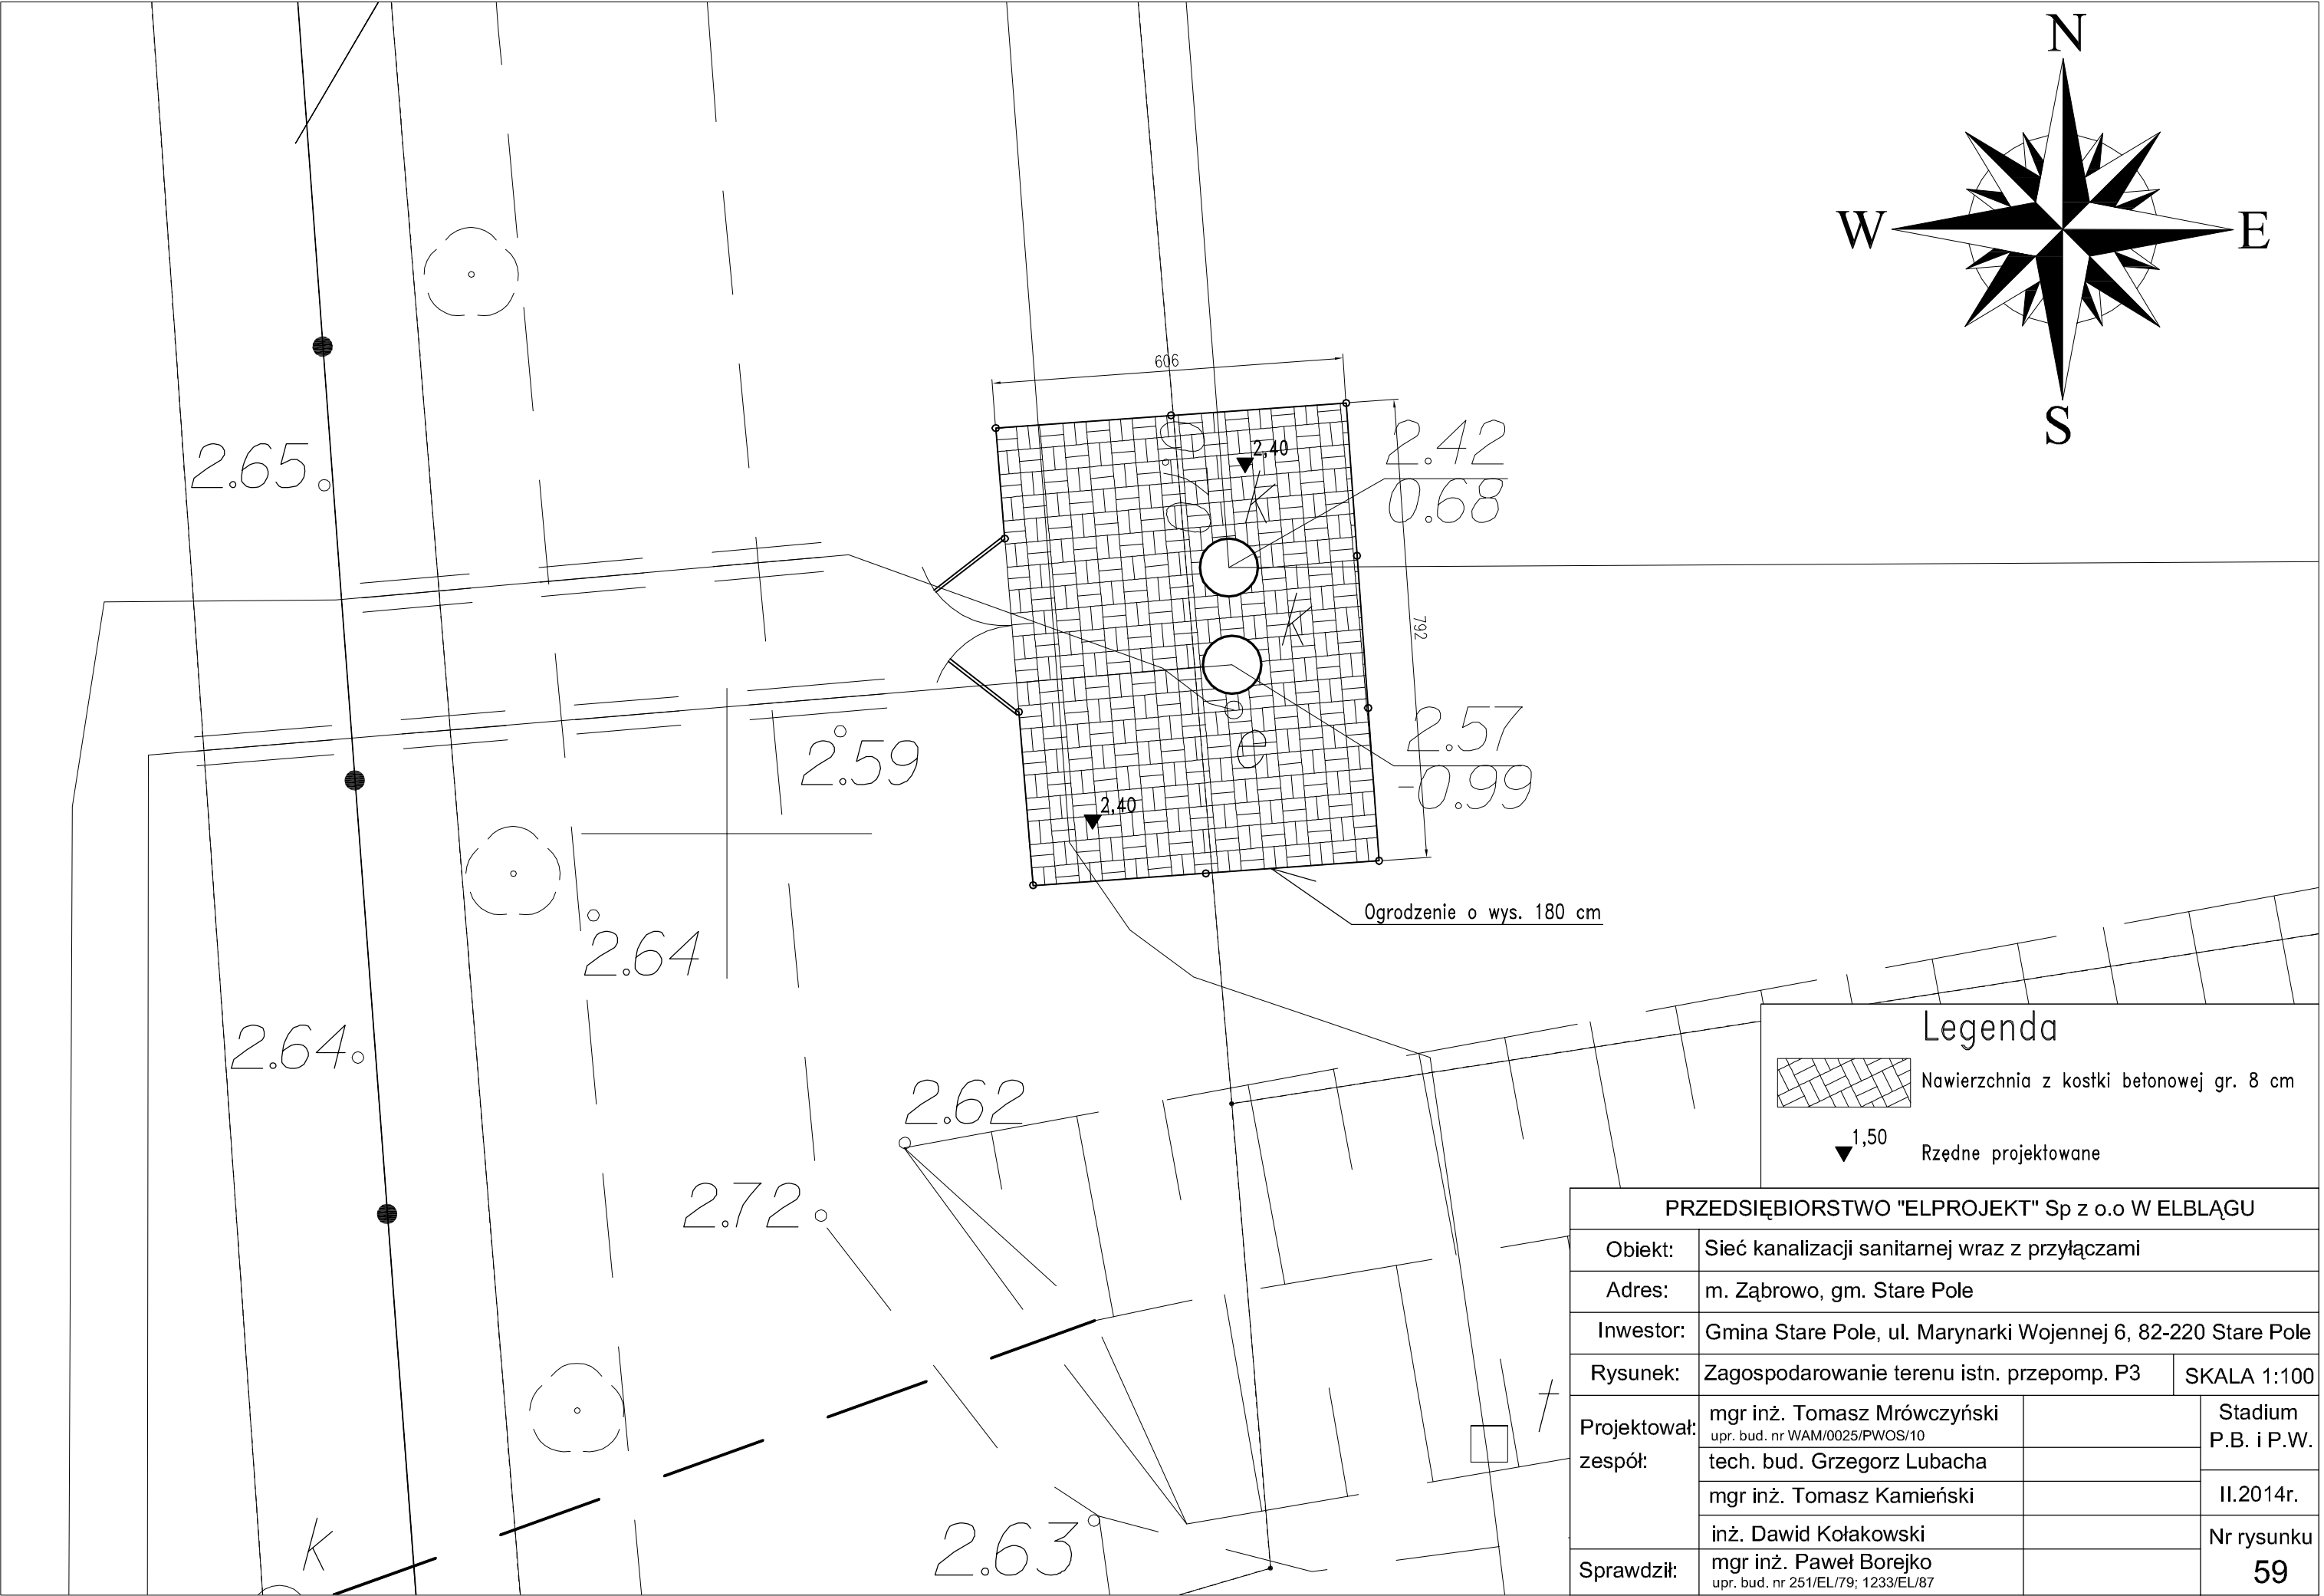 N
W
E
S
606
792
2.65
2,40
2.42
0.68
k
k
2.59
2.57
-0.99
e
2,40
Ogrodzenie o wys. 180 cm
2.64
2.64
2.62
2.72
2.63
k
Legenda
Nawierzchnia z kostki betonowej gr. 8 cm
1,50
Rzędne projektowane
PRZEDSIĘBIORSTWO "ELPROJEKT" Sp z o.o W ELBLĄGU
Obiekt: Sieć kanalizacji sanitarnej wraz z przyłączami
Adres: m. Ząbrowo, gm. Stare Pole
Inwestor: Gmina Stare Pole, ul. Marynarki Wojennej 6, 82-220 Stare Pole
Rysunek: Zagospodarowanie terenu istn. przepomp. P3 SKALA 1:100
Projektował: mgr inż. Tomasz Mrówczyński
upr. bud. nr WAM/0025/PWOS/10
Stadium
P.B. i P.W.
zespół: tech. bud. Grzegorz Lubacha
mgr inż. Tomasz Kamieński
II.2014r.
inż. Dawid Kołakowski
Nr rysunku
59
Sprawdził: mgr inż. Paweł Borejko
upr. bud. nr 251/EL/79; 1233/EL/87